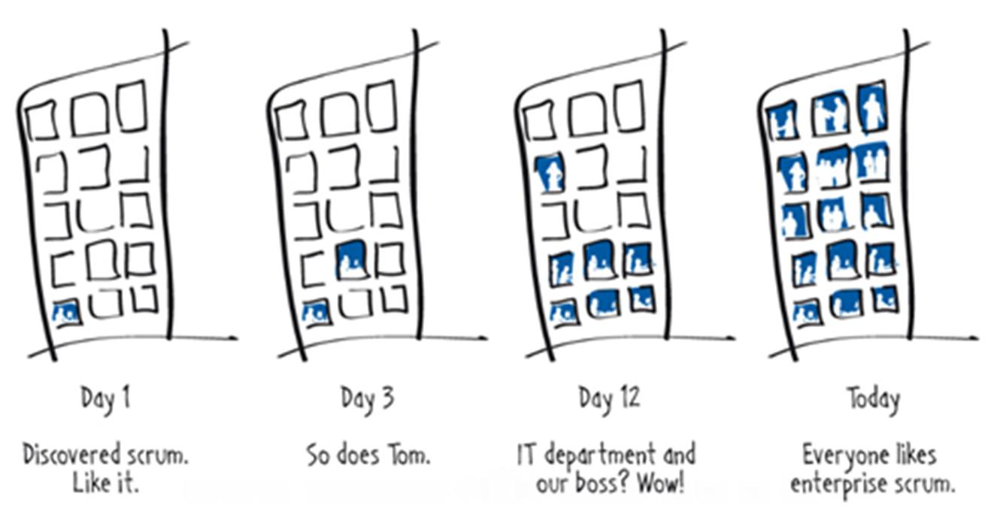 Day 1
Discovered scrum.
Like it.
Day 3
So does Tom.
Day 12
IT department and
our boss? Wow!
Today
Everyone likes
enterprise scrum.